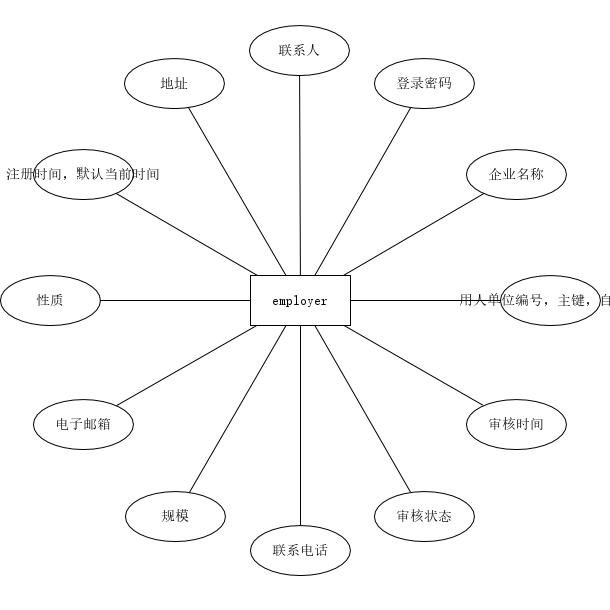 联系人
地址
登录密码
注册时间，默认当前时间
企业名称
性质
employer
用人单位编号，主键，自
电子邮箱
审核时间
规模
审核状态
联系电话